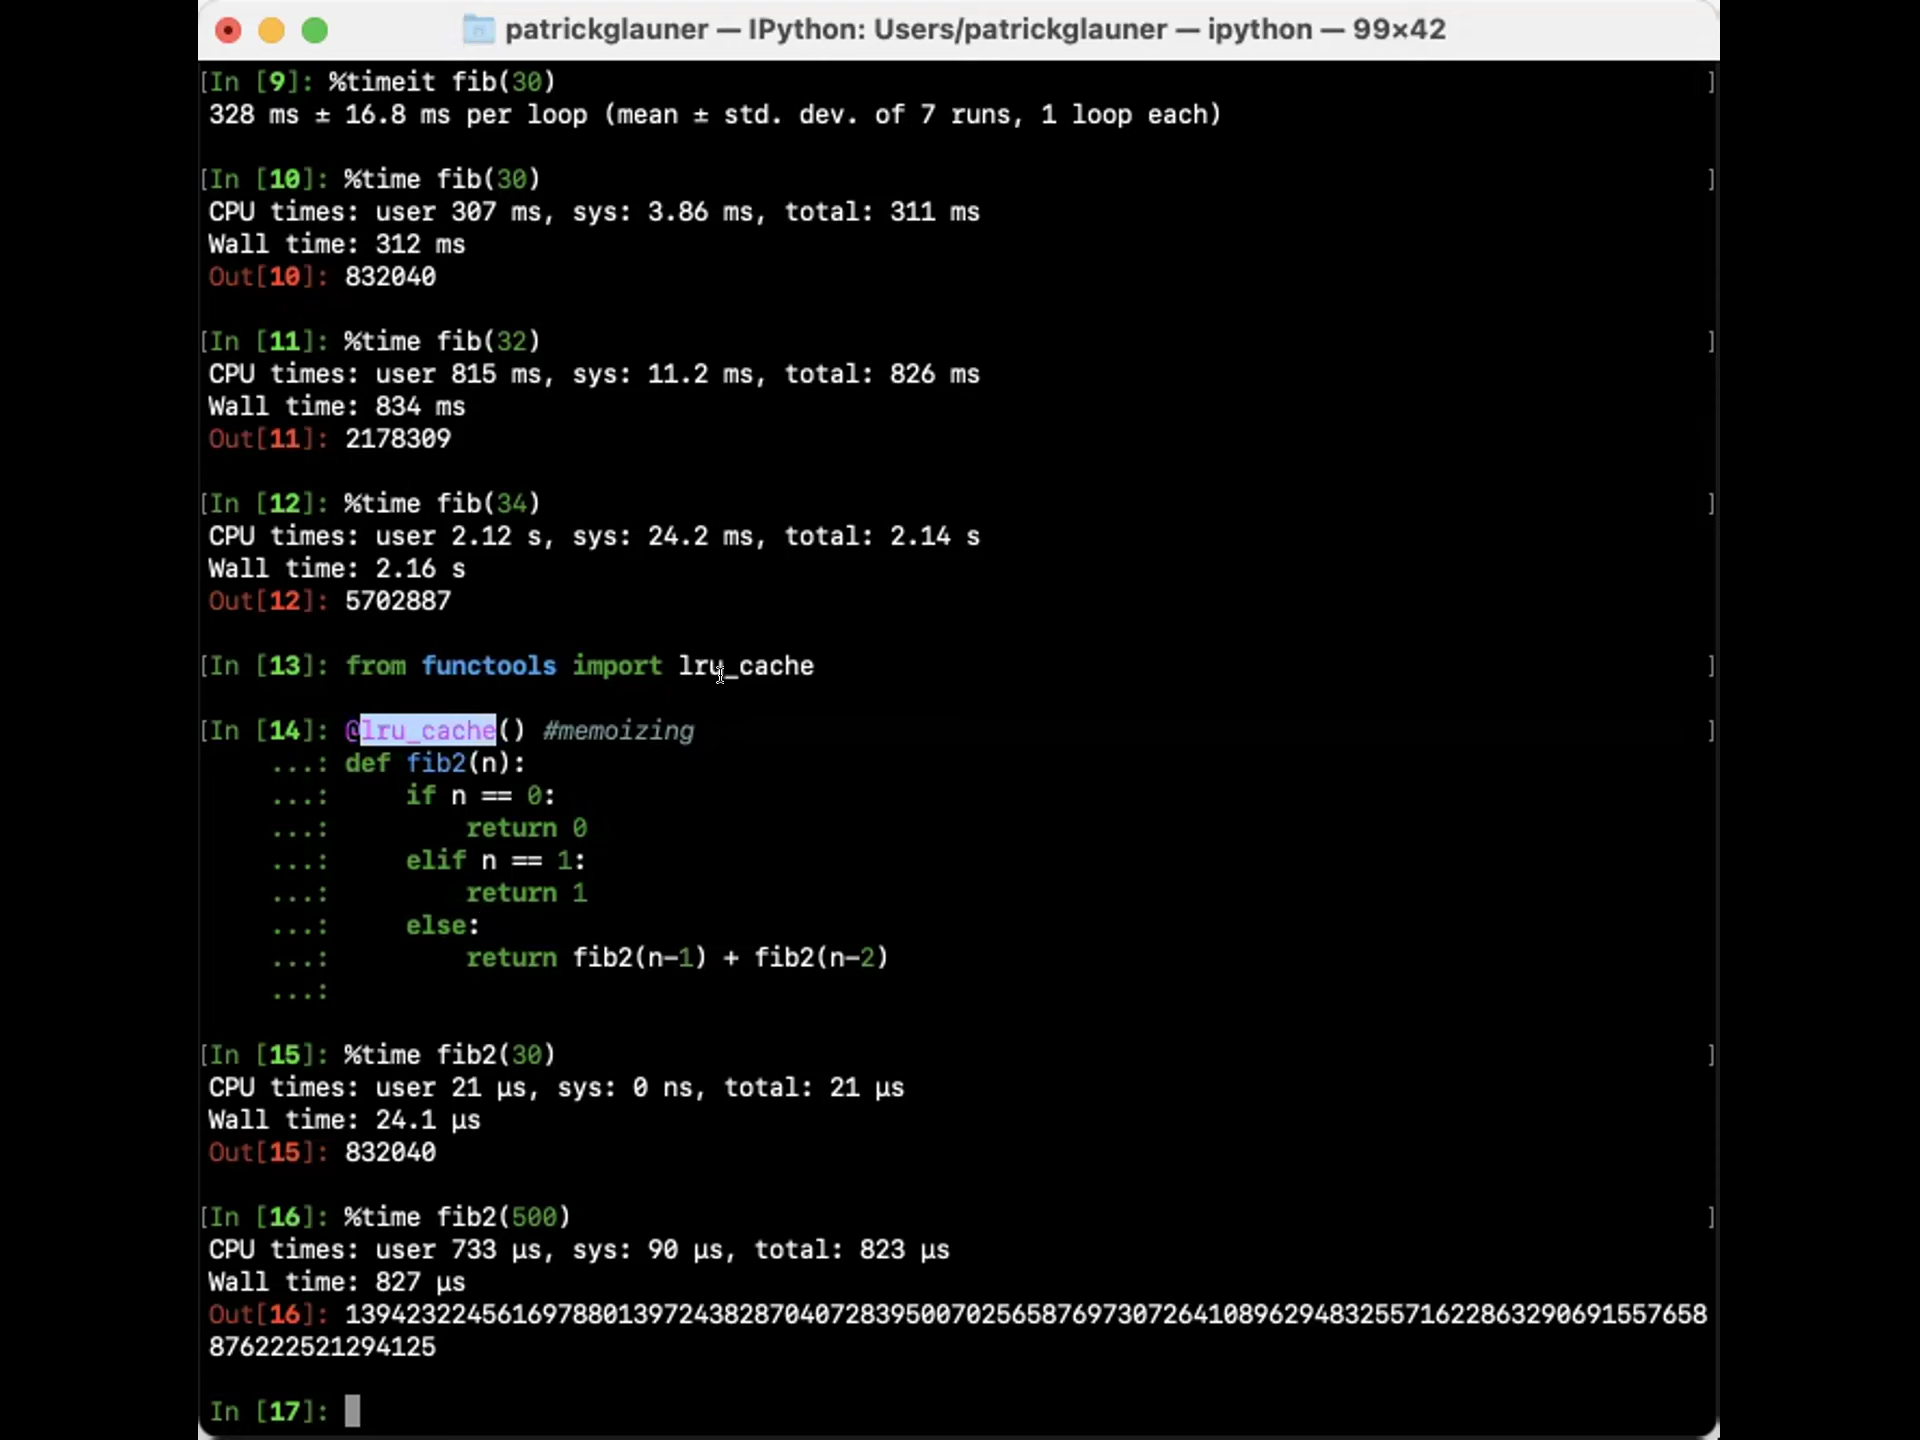 patrickglauner — IPython: Users/patrickglauner — ipython — 99×42
[In [9]: %timeit fib(30) ]
328 ms ± 16.8 ms per loop (mean ± std. dev. of 7 runs, 1 loop each)
[In [10]: %time fib(30) ]
CPU times: user 307 ms, sys: 3.86 ms, total: 311 ms
Wall time: 312 ms
Out[10]: 832040
[In [11]: %time fib(32) ]
CPU times: user 815 ms, sys: 11.2 ms, total: 826 ms
Wall time: 834 ms
Out[11]: 2178309
[In [12]: %time fib(34) ]
CPU times: user 2.12 s, sys: 24.2 ms, total: 2.14 s
Wall time: 2.16 s
Out[12]: 5702887
[In [13]: from functools import lru_cache ]
[In [14]: @lru_cache() #memoizing ]
...: def fib2(n):
...:     if n == 0:
...:         return 0
...:     elif n == 1:
...:         return 1
...:     else:
...:         return fib2(n-1) + fib2(n-2)
...:
[In [15]: %time fib2(30) ]
CPU times: user 21 µs, sys: 0 ns, total: 21 µs
Wall time: 24.1 µs
Out[15]: 832040
[In [16]: %time fib2(500) ]
CPU times: user 733 µs, sys: 90 µs, total: 823 µs
Wall time: 827 µs
Out[16]: 139423224561697880139724382870407283950070256587697307264108962948325571622863290691557658
876222521294125
In [17]: